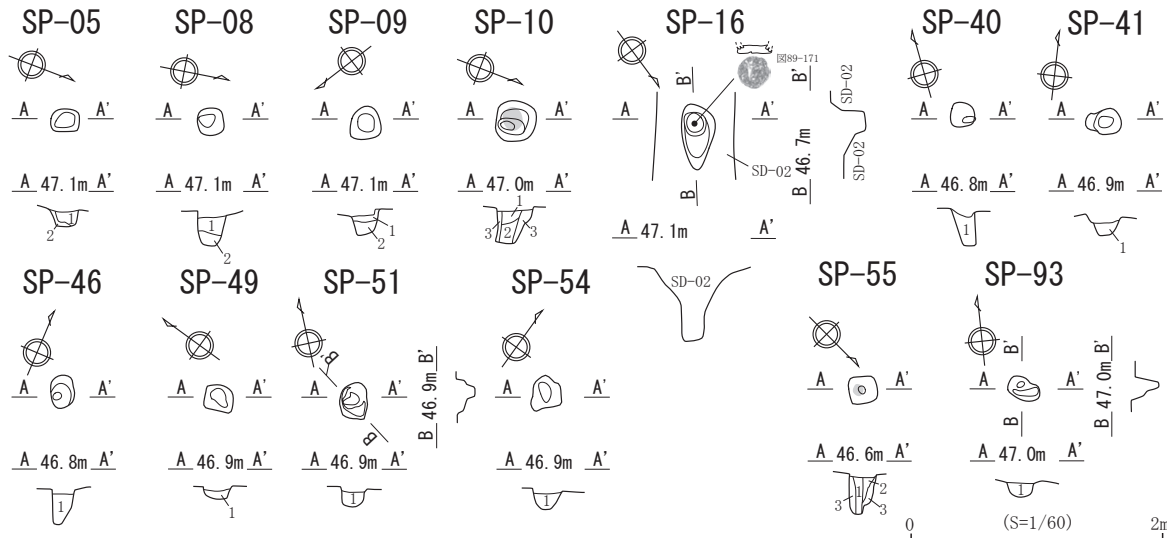 SP-05
SP-08
SP-09
SP-10
SP-16
SP-40
SP-41
図89-171
A A'
A A'
A A'
A A'
A A'
B'
B
SD-02
B'
B 46.7m
SD-02
SD-02
A A'
A A'
A 47.1m A'
1
2
A 47.1m A'
1
2
A 47.1m A'
1
2
A 47.0m A'
1
3
2
3
A 47.1m A'
SD-02
A 46.8m A'
1
A 46.9m A'
1
SP-46
SP-49
SP-51
SP-54
SP-55
SP-93
A A'
A A'
A A'
B'
B
B 46.9m B'
A A'
A A'
A A'
B'
B
B 47.0m B'
A 46.8m A'
1
A 46.9m A'
1
A 46.9m A'
1
A 46.9m A'
1
A 46.6m A'
3
1
2
3
A 47.0m A'
1
0 (S=1/60) 2m